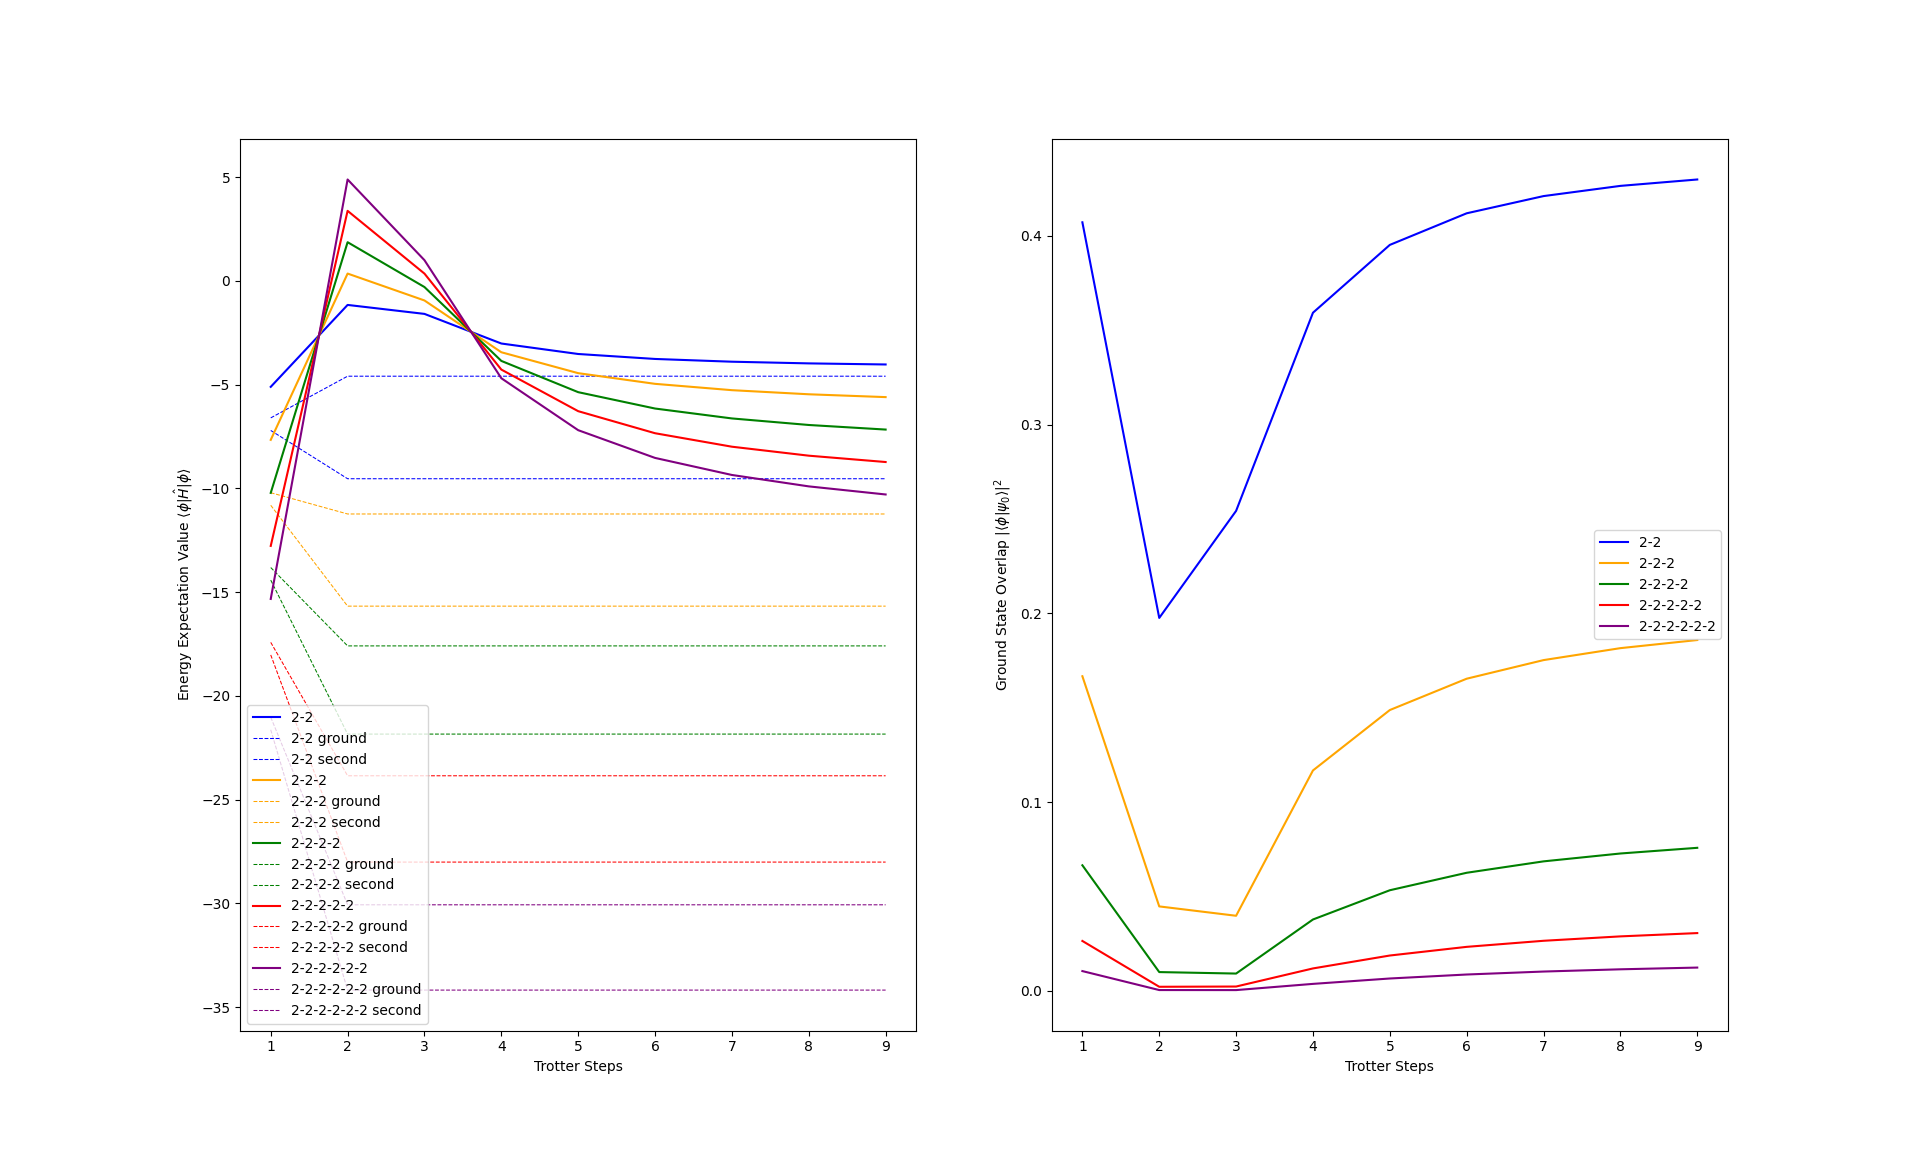 5
0
−5
−10
−15
−20
−25
−30
−35
Energy Expectation Value ⟨ϕ|Ĥ|ϕ⟩
2-2
2-2 ground
2-2 second
2-2-2
2-2-2 ground
2-2-2 second
2-2-2-2
2-2-2-2 ground
2-2-2-2 second
2-2-2-2-2
2-2-2-2-2 ground
2-2-2-2-2 second
2-2-2-2-2-2
2-2-2-2-2-2 ground
2-2-2-2-2-2 second
1 2 3 4 5 6 7 8 9
Trotter Steps
0.4
0.3
0.2
0.1
0.0
Ground State Overlap |⟨ϕ|ψ₀⟩|²
2-2
2-2-2
2-2-2-2
2-2-2-2-2
2-2-2-2-2-2
1 2 3 4 5 6 7 8 9
Trotter Steps